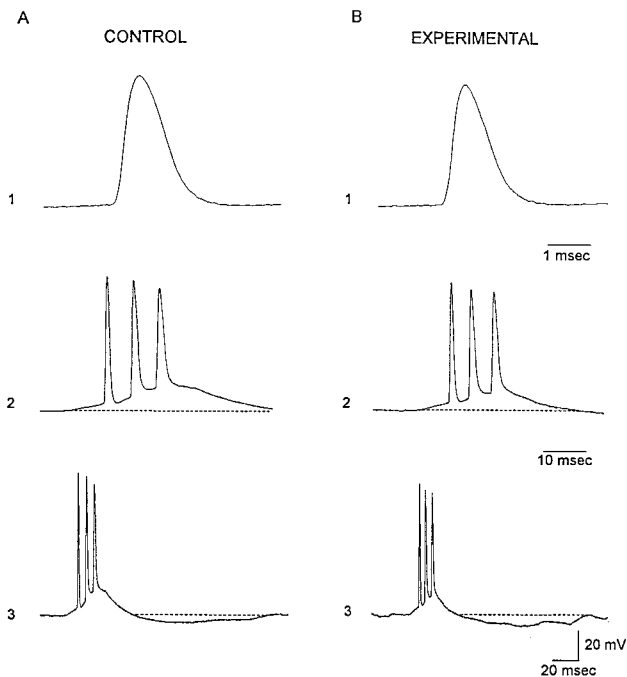 A
CONTROL
B
EXPERIMENTAL
1
1
1 msec
2
2
10 msec
3
3
20 mV
20 msec